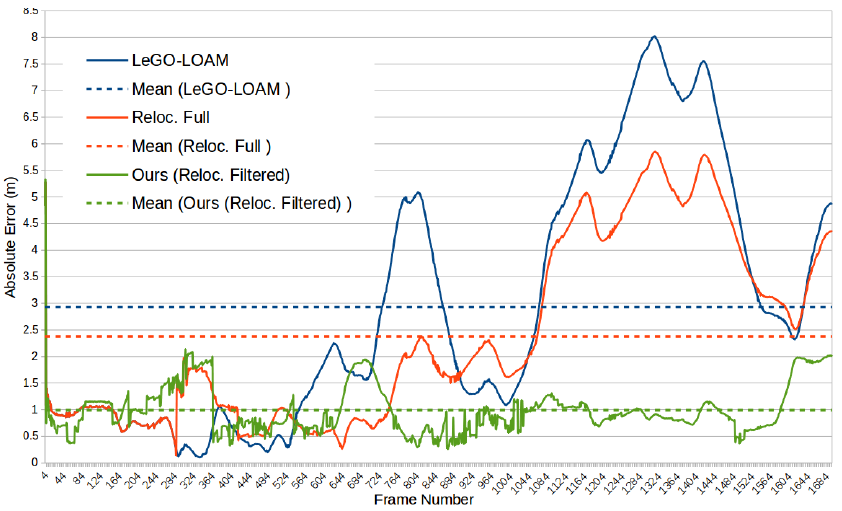 8.5
8
7.5
7
6.5
6
5.5
5
4.5
4
3.5
3
2.5
2
1.5
1
0.5
0
Absolute Error (m)
LeGO-LOAM
Mean (LeGO-LOAM )
Reloc. Full
Mean (Reloc. Full )
Ours (Reloc. Filtered)
Mean (Ours (Reloc. Filtered) )
4 44 84 124 164 204 244 284 324 364 404 444 484 524 564 604 644 684 724 764 804 844 884 924 964 1004 1044 1084 1124 1164 1204 1244 1284 1324 1364 1404 1444 1484 1524 1564 1604 1644 1684
Frame Number